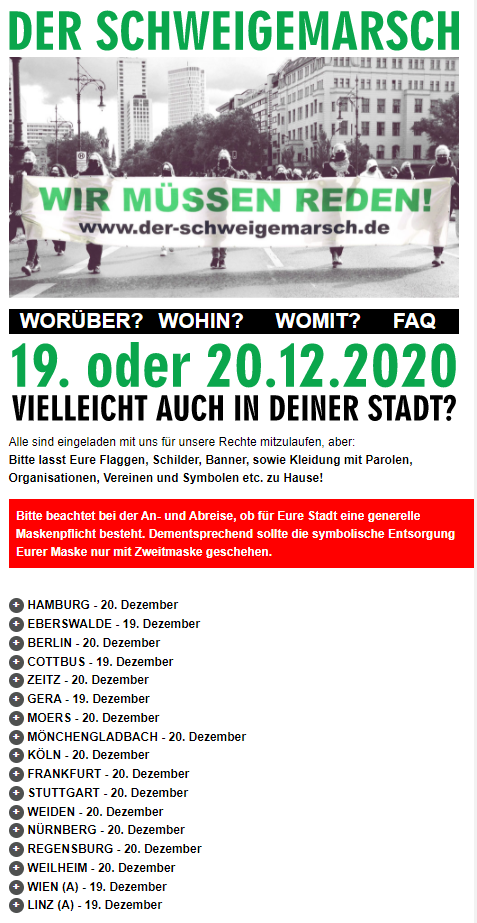 DER SCHWEIGEMARSCH
WIR MÜSSEN REDEN!
www.der-schweigemarsch.de
WORÜBER? WOHIN? WOMIT? FAQ
19. oder 20.12.2020
VIELLEICHT AUCH IN DEINER STADT?
Alle sind eingeladen mit uns für unsere Rechte mitzulaufen, aber:
Bitte lasst Eure Flaggen, Schilder, Banner, sowie Kleidung mit Parolen,
Organisationen, Vereinen und Symbolen etc. zu Hause!
Bitte beachtet bei der An- und Abreise, ob für Eure Stadt eine generelle
Maskenpflicht besteht. Dementsprechend sollte die symbolische Entsorgung
Eurer Maske nur mit Zweitmaske geschehen.
+ HAMBURG - 20. Dezember
+ EBERSWALDE - 19. Dezember
+ BERLIN - 20. Dezember
+ COTTBUS - 19. Dezember
+ ZEITZ - 20. Dezember
+ GERA - 19. Dezember
+ MOERS - 20. Dezember
+ MÖNCHENGLADBACH - 20. Dezember
+ KÖLN - 20. Dezember
+ FRANKFURT - 20. Dezember
+ STUTTGART - 20. Dezember
+ WEIDEN - 20. Dezember
+ NÜRNBERG - 20. Dezember
+ REGENSBURG - 20. Dezember
+ WEILHEIM - 20. Dezember
+ WIEN (A) - 19. Dezember
+ LINZ (A) - 19. Dezember